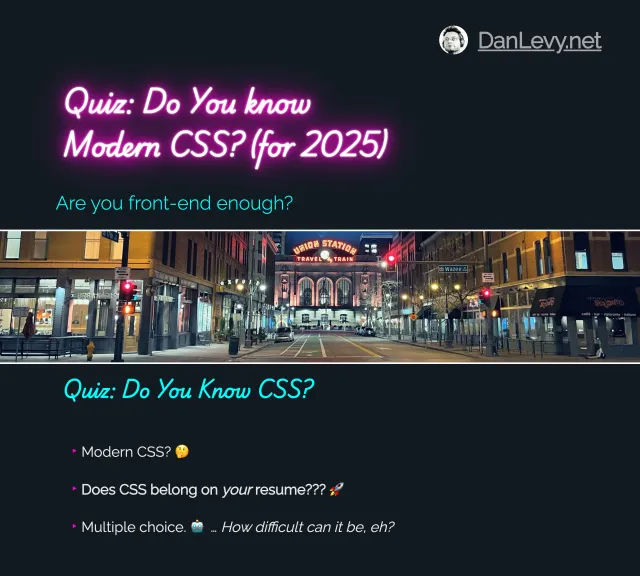 DanLevy.net
Quiz: Do You know
Modern CSS? (for 2025)
Are you front-end enough?
UNION STATION
TRAVEL by TRAIN
Wazee
Quiz: Do You Know CSS?
‣ Modern CSS? 🤔
‣ Does CSS belong on your resume??? 🚀
‣ Multiple choice. 🤖 … How difficult can it be, eh?